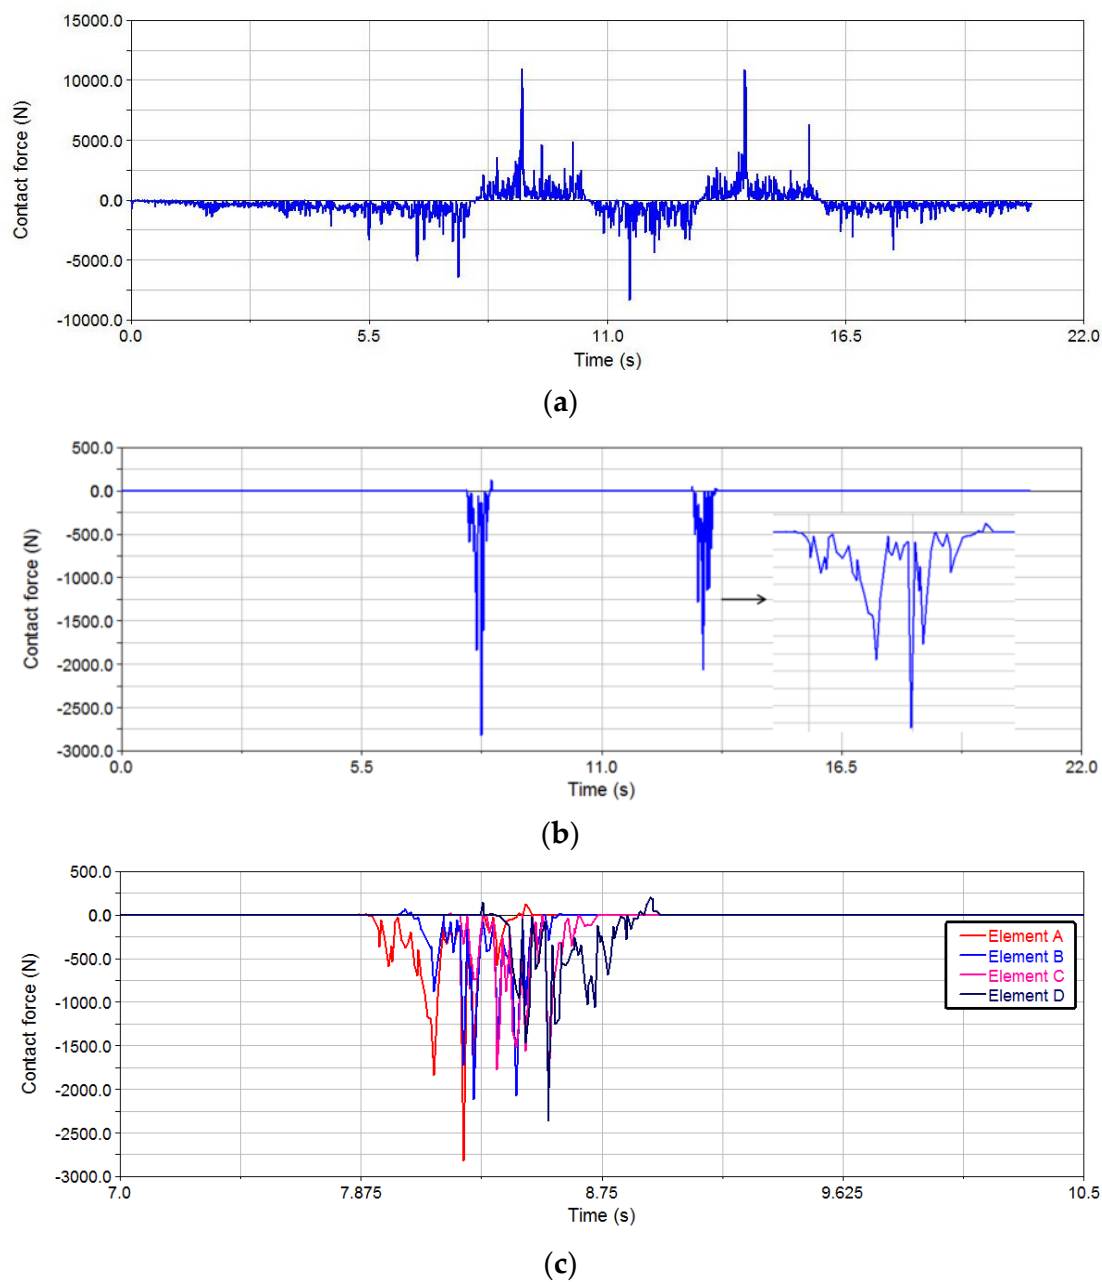 15000.0
10000.0
5000.0
0.0
-5000.0
-10000.0
Contact force (N)
0.0 5.5 11.0 16.5 22.0
Time (s)
(a)
500.0
0.0
-500.0
-1000.0
-1500.0
-2000.0
-2500.0
-3000.0
Contact force (N)
0.0 5.5 11.0 16.5 22.0
Time (s)
(b)
500.0
0.0
-500.0
-1000.0
-1500.0
-2000.0
-2500.0
-3000.0
Contact force (N)
Element A
Element B
Element C
Element D
7.0 7.875 8.75 9.625 10.5
Time (s)
(c)